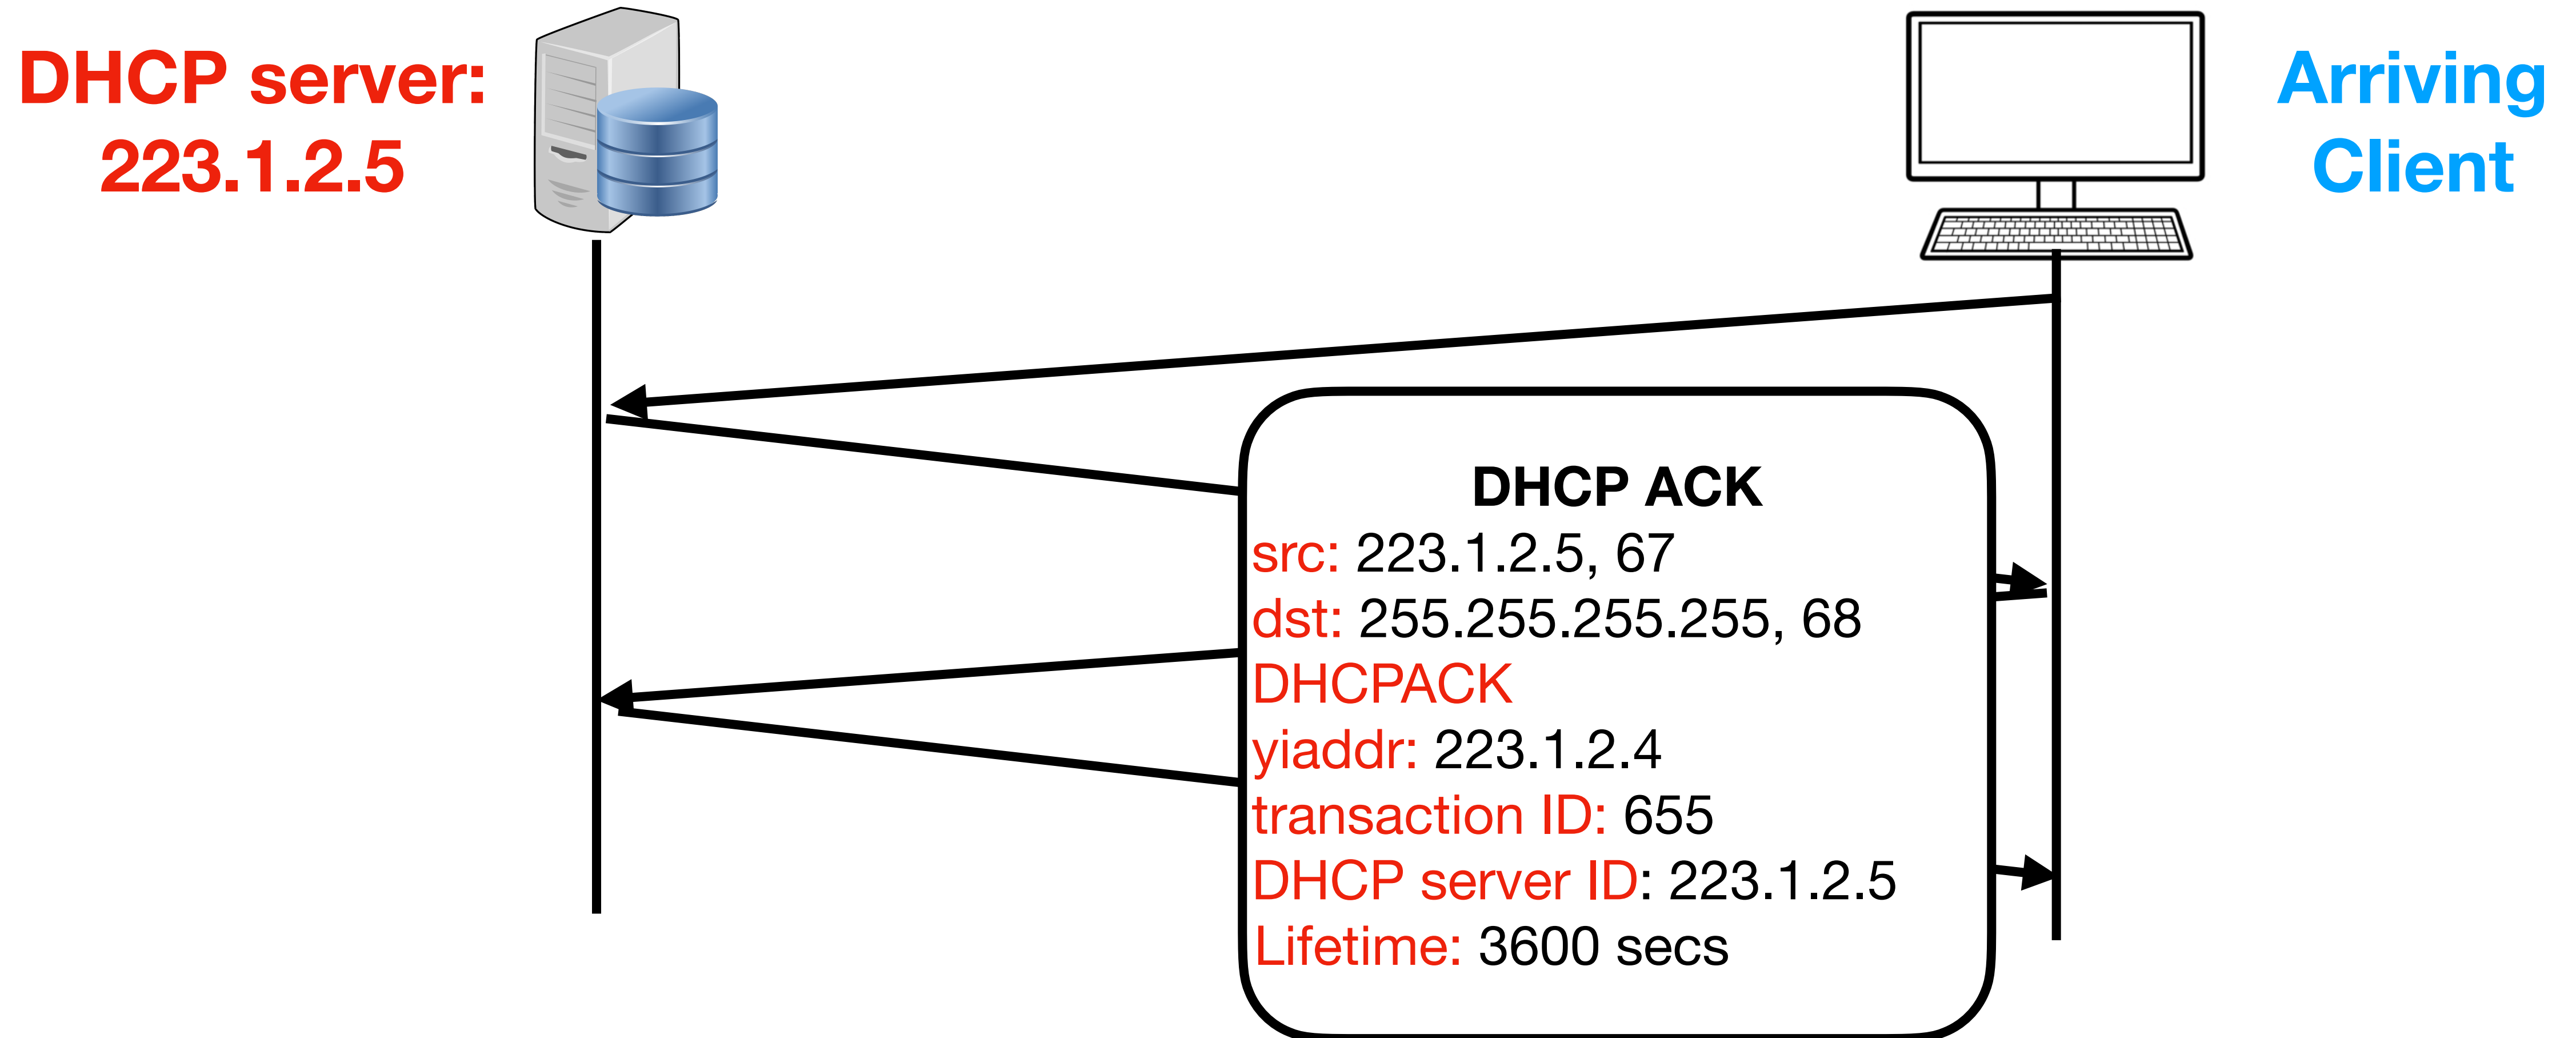 DHCP server:
223.1.2.5
Arriving
Client
DHCP ACK
src: 223.1.2.5, 67
dst: 255.255.255.255, 68
DHCPACK
yiaddr: 223.1.2.4
transaction ID: 655
DHCP server ID: 223.1.2.5
Lifetime: 3600 secs